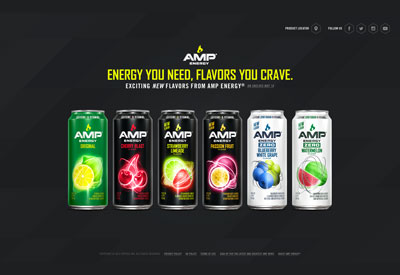 PRODUCT LOCATOR
FOLLOW US
AMP
ENERGY
ENERGY YOU NEED, FLAVORS YOU CRAVE.
EXCITING NEW FLAVORS FROM AMP ENERGY®
AMP
ENERGY
ORIGINAL
AMP
ENERGY
CHERRY BLAST
AMP
ENERGY
STRAWBERRY
LIMEADE
AMP
ENERGY
PASSION FRUIT
AMP
ENERGY
ZERO
BLUEBERRY
WHITE GRAPE
AMP
ENERGY
ZERO
WATERMELON